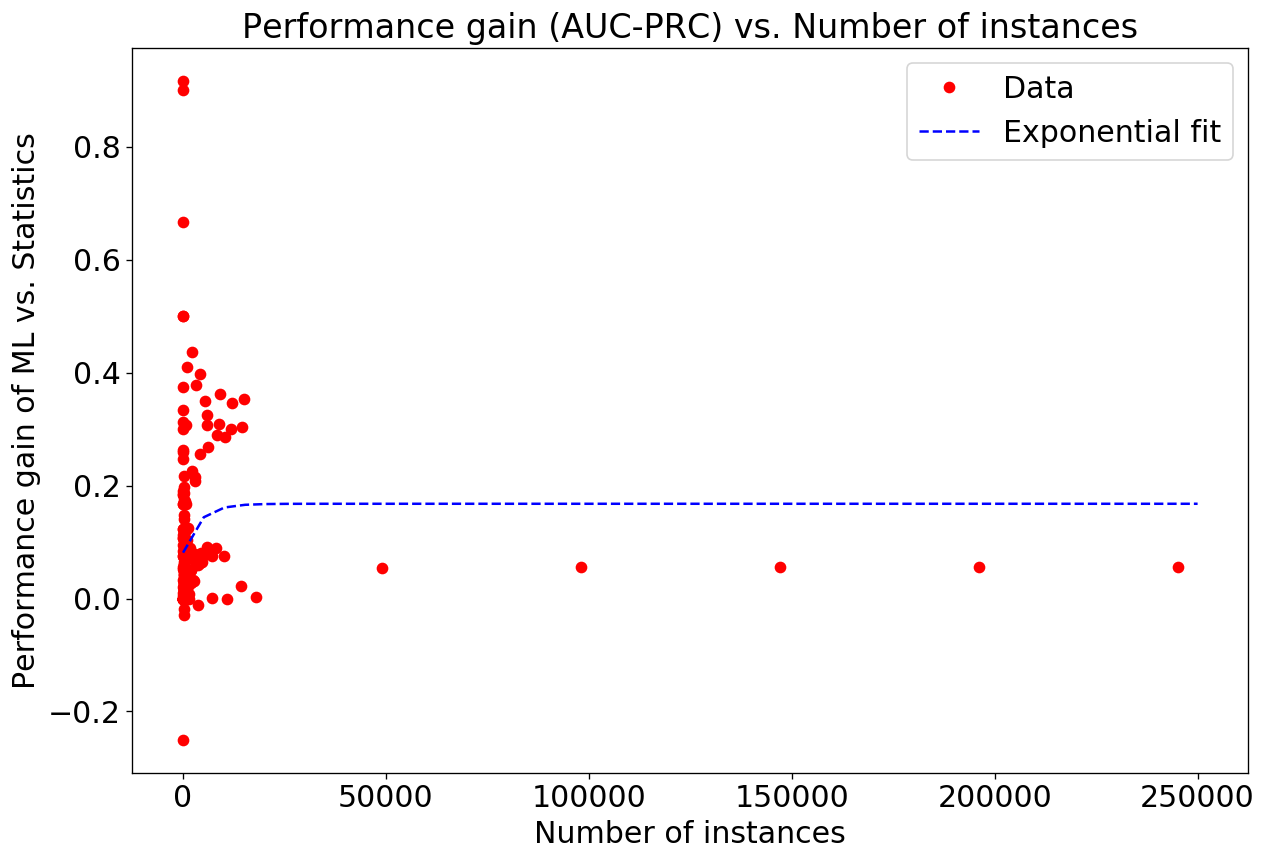 Performance gain (AUC-PRC) vs. Number of instances
Data
Exponential fit
Performance gain of ML vs. Statistics
0.8
0.6
0.4
0.2
0.0
−0.2
0 50000 100000 150000 200000 250000
Number of instances